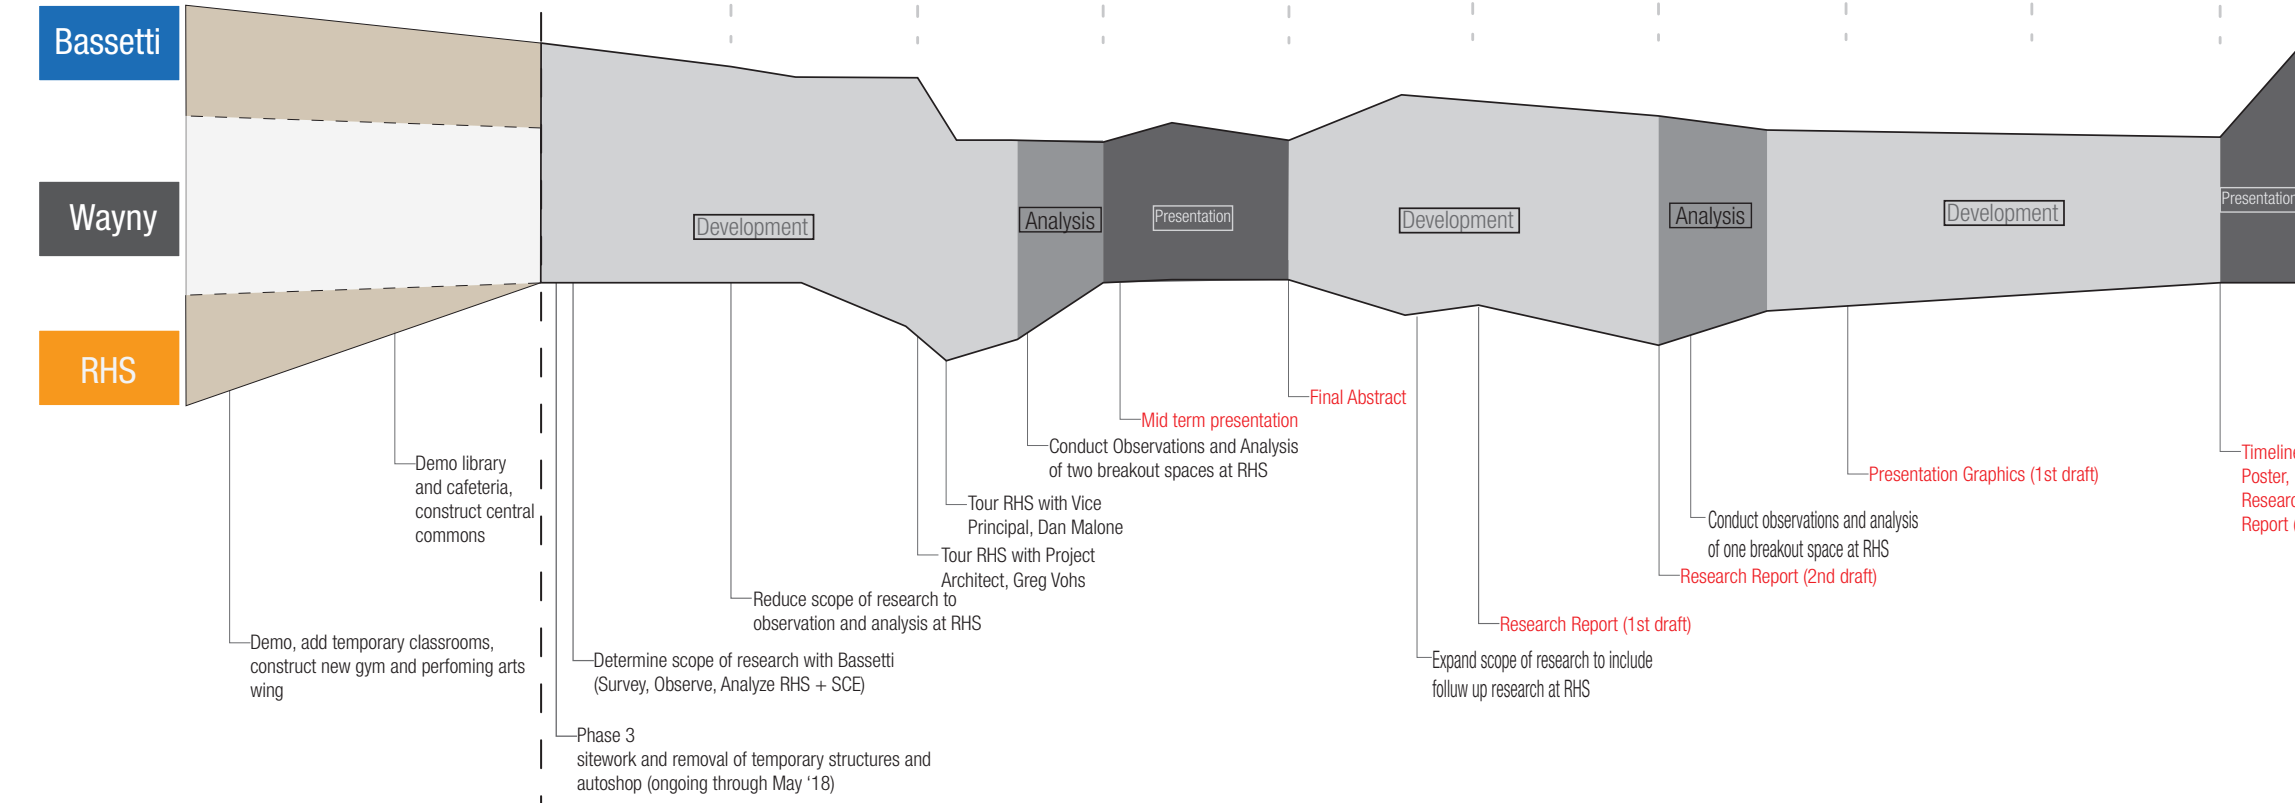 Bassetti
Wayny
RHS
Development
Analysis
Presentation
Development
Analysis
Development
Presentation
Final Abstract
Mid term presentation
Conduct Observations and Analysis
of two breakout spaces at RHS
Demo library
and cafeteria,
construct central
commons
Tour RHS with Vice
Principal, Dan Malone
Tour RHS with Project
Architect, Greg Vohs
Reduce scope of research to
observation and analysis at RHS
Demo, add temporary classrooms,
construct new gym and perfoming arts
wing
Determine scope of research with Bassetti
(Survey, Observe, Analyze RHS + SCE)
Phase 3
sitework and removal of temporary structures and
autoshop (ongoing through May ‘18)
Presentation Graphics (1st draft)
Conduct observations and analysis
of one breakout space at RHS
Research Report (2nd draft)
Research Report (1st draft)
Expand scope of research to include
folluw up research at RHS
Timeline
Poster,
Researc
Report (